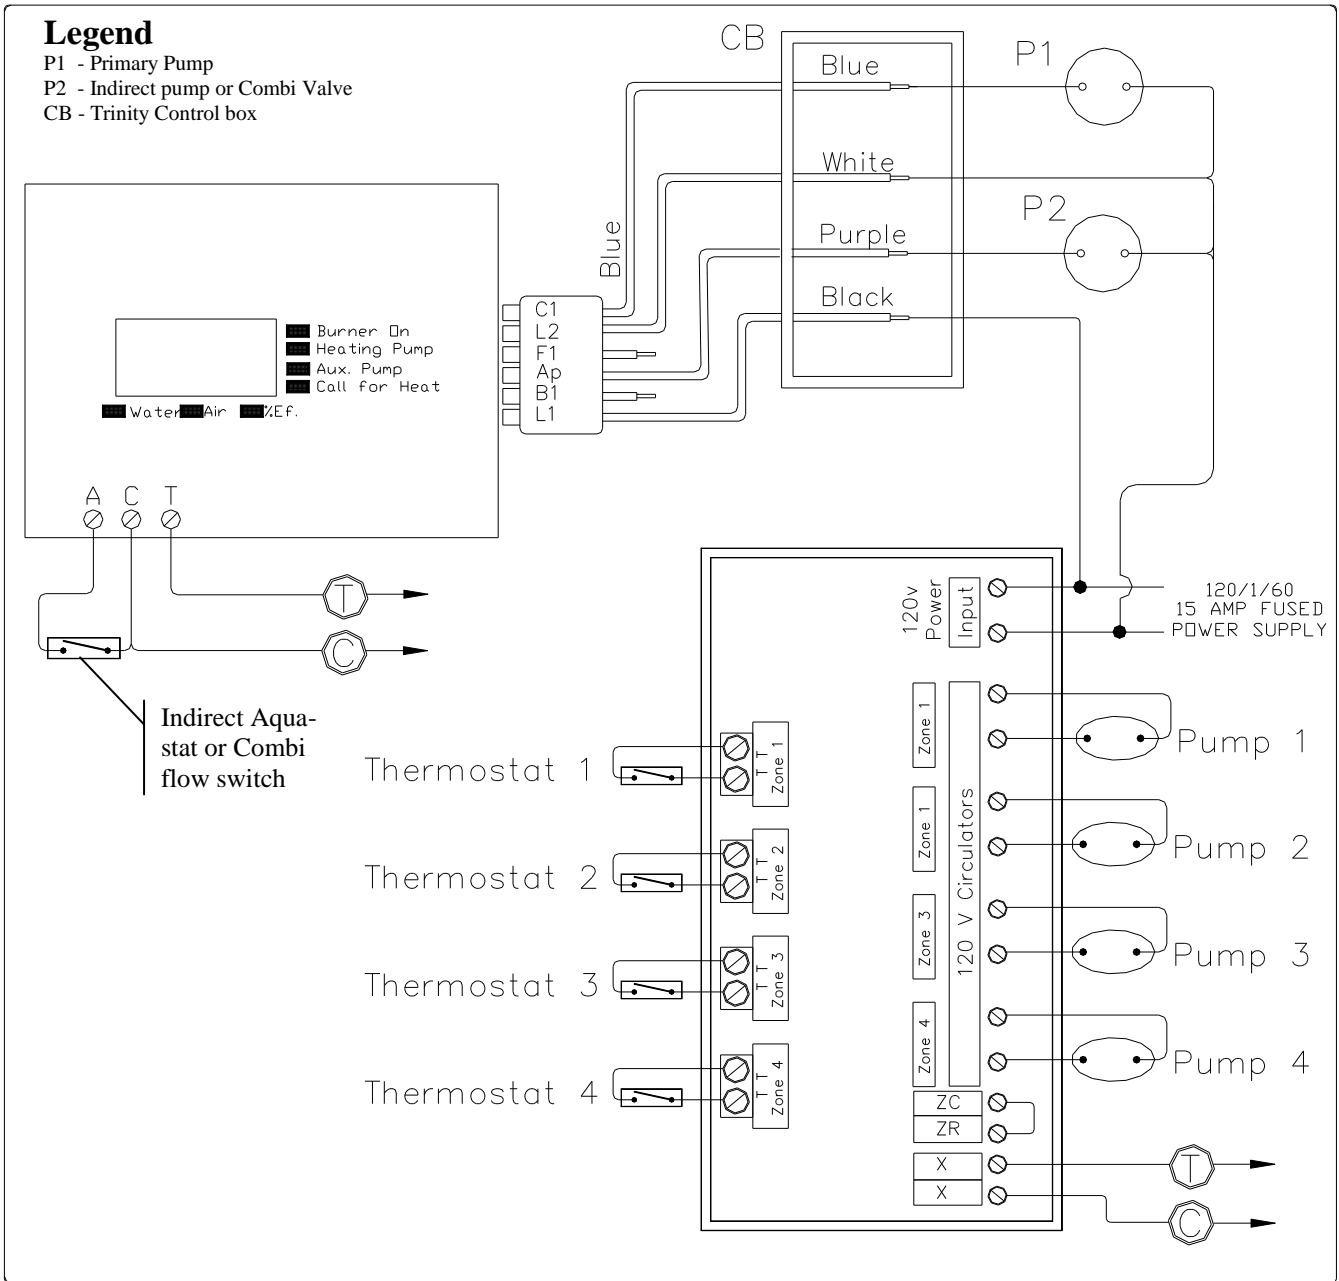 Legend
P1 - Primary Pump
P2 - Indirect pump or Combi Valve
CB - Trinity Control box
CB
Blue
White
Purple
Black
P1
P2
Blue
C1
L2
F1
Ap
B1
L1
Burner On
Heating Pump
Aux. Pump
Call for Heat
Water Air %Ef.
A C T
T
C
Indirect Aqua-
stat or Combi
flow switch
120v
Power
Input
120/1/60
15 AMP FUSED
POWER SUPPLY
Thermostat 1
T T
Zone 1
Thermostat 2
T T
Zone 2
Thermostat 3
T T
Zone 3
Thermostat 4
T T
Zone 4
120 V Circulators
Zone 1
Pump 1
Zone 1
Pump 2
Zone 3
Pump 3
Zone 4
Pump 4
ZC
ZR
X
X
T
C